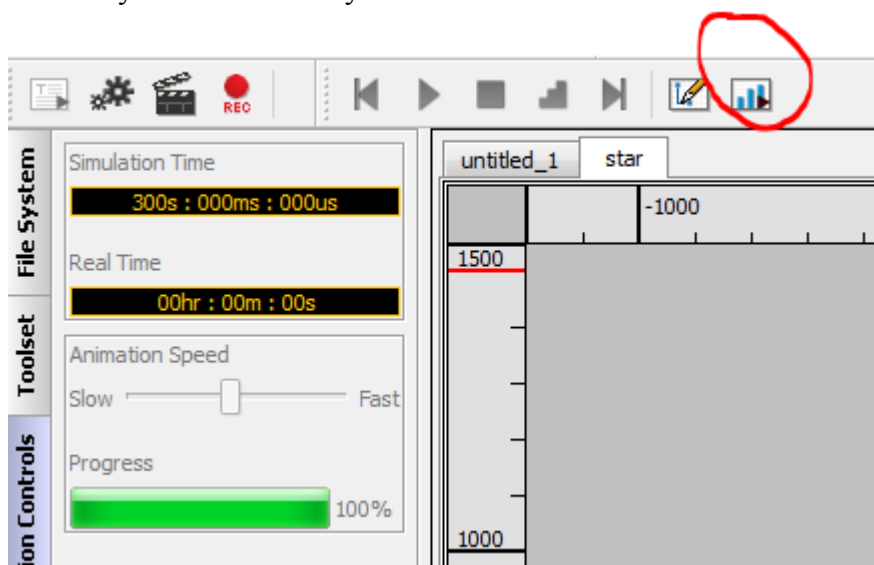 REC
File System
Toolset
ion Controls
Simulation Time
300s : 000ms : 000us
Real Time
00hr : 00m : 00s
Animation Speed
Slow
Fast
Progress
100%
untitled_1
star
-1000
1500
1000